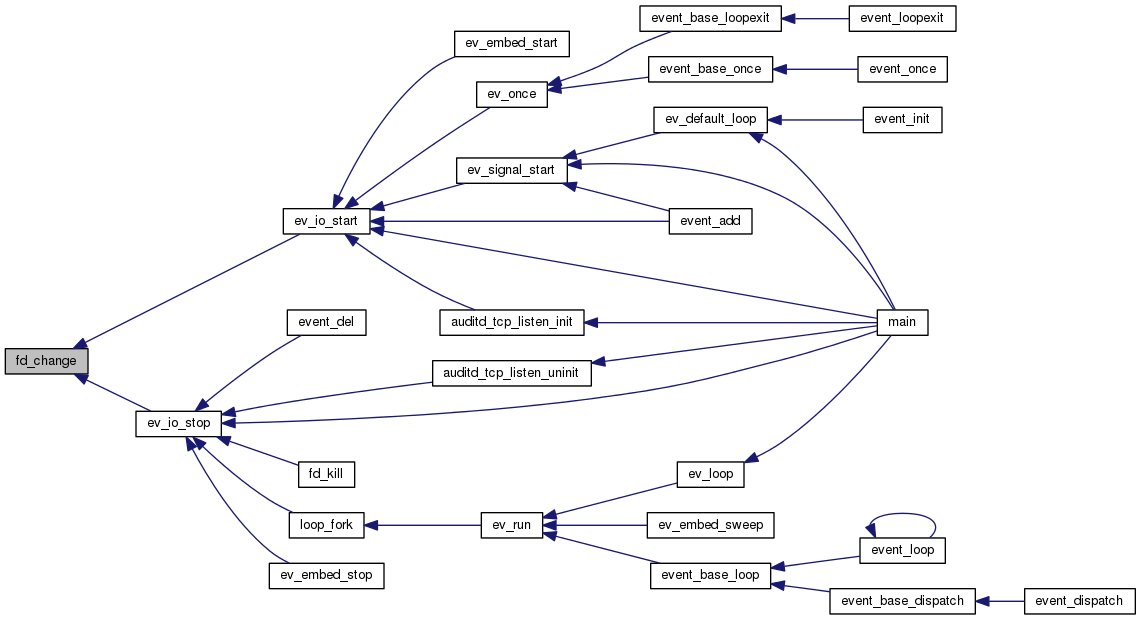 event_base_loopexit
event_loopexit
ev_embed_start
event_base_once
event_once
ev_once
ev_default_loop
event_init
ev_signal_start
ev_io_start
event_add
event_del
auditd_tcp_listen_init
main
fd_change
auditd_tcp_listen_uninit
ev_io_stop
fd_kill
ev_loop
loop_fork
ev_run
ev_embed_sweep
event_loop
ev_embed_stop
event_base_loop
event_base_dispatch
event_dispatch